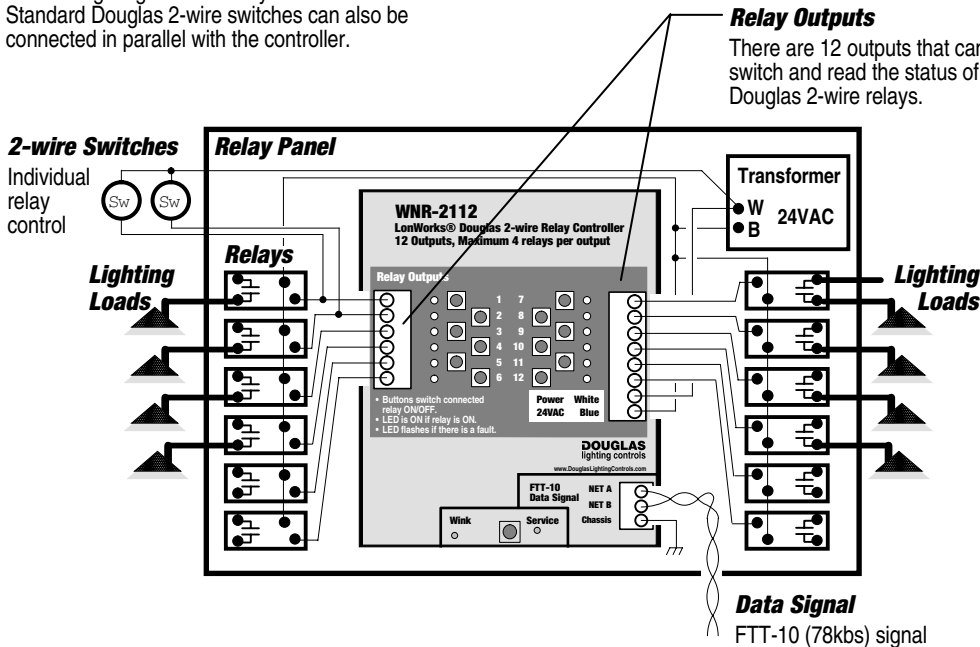 Standard Douglas 2-wire switches can also be
connected in parallel with the controller.
Relay Outputs
There are 12 outputs that can
switch and read the status of
Douglas 2-wire relays.
2-wire Switches
Individual
relay
control
Sw
Sw
Relay Panel
Transformer
W
24VAC
B
WNR-2112
LonWorks® Douglas 2-wire Relay Controller
12 Outputs, Maximum 4 relays per output
Relays
Lighting
Loads
Lighting
Loads
Relay Outputs
1 7
2 8
3 9
4 10
5 11
6 12
• Buttons switch connected
relay ON/OFF.
• LED is ON if relay is ON.
• LED flashes if there is a fault.
Power White
24VAC Blue
DOUGLAS
lighting controls
www.DouglasLightingControls.com
FTT-10
Data Signal
NET A
NET B
Chassis
Wink
Service
Data Signal
FTT-10 (78kbs) signal